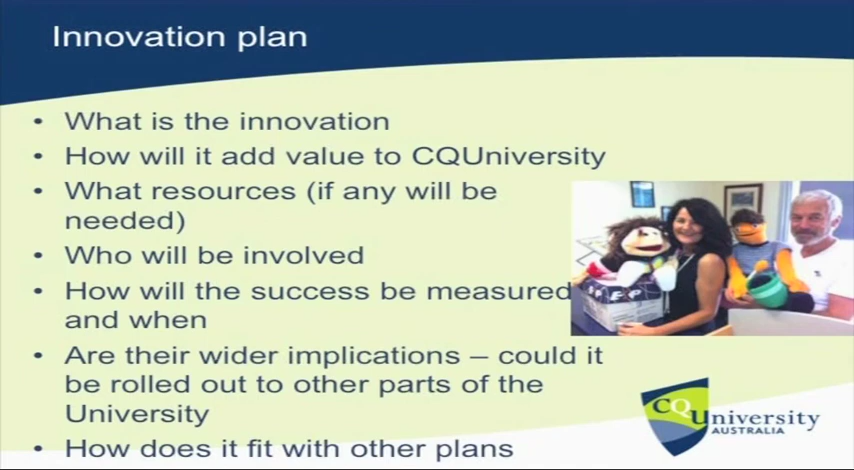 Innovation plan
• What is the innovation
• How will it add value to CQUniversity
• What resources (if any will be
needed)
• Who will be involved
• How will the success be measured
and when
• Are their wider implications – could it
be rolled out to other parts of the
University
• How does it fit with other plans
CQUniversity
AUSTRALIA